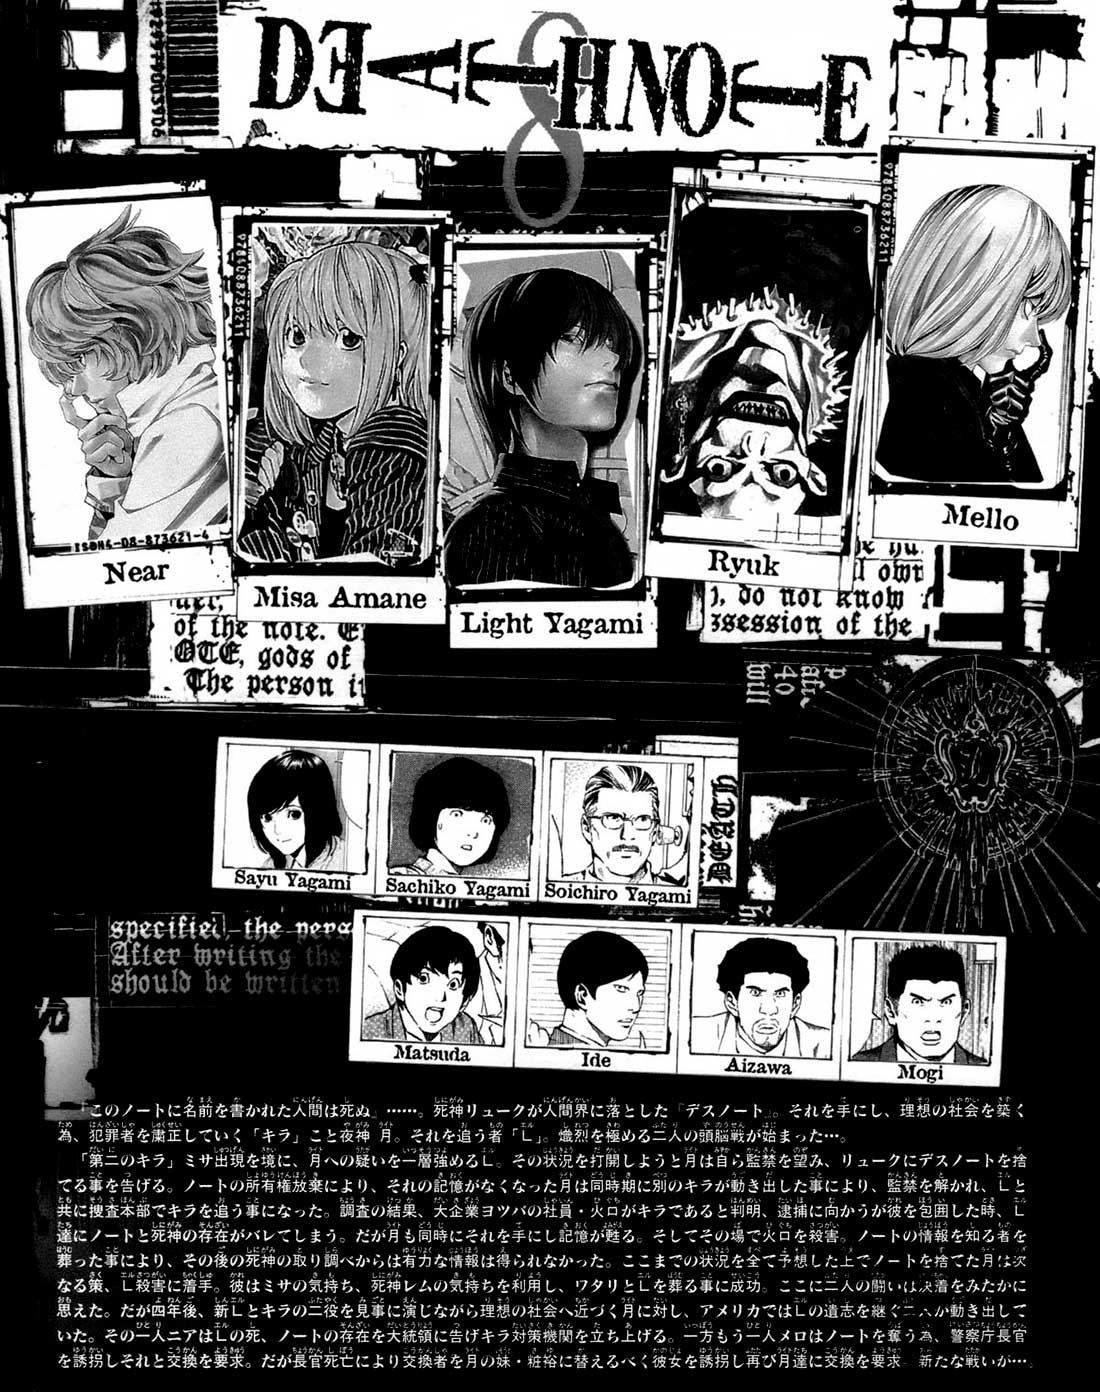 DEATH NOTE
8
9784088736211
9784088736211
ISBN4-08-873621-4
Near
Misa Amane
Light Yagami
Ryuk
Mello
of the note.
OTE, gods of
The person i
), do not know
session of the
specified, the pers
After writing the
should be written
Sayu Yagami
Sachiko Yagami
Soichiro Yagami
Matsuda
Ide
Aizawa
Mogi
「このノートに名前を書かれた人間は死ぬ」……。死神リュークが人間界に落とした『デスノート』。それを手にし、理想の社会を築く
為、犯罪者を粛正していく「キラ」こと夜神 月。それを追う者「L」。熾烈を極める二人の頭脳戦が始まった…。
「第二のキラ」ミサ出現を境に、月への疑いを一層強めるL。その状況を打開しようと月は自ら監禁を望み、リュークにデスノートを捨
てる事を告げる。ノートの所有権放棄により、それの記憶がなくなった月は同時期に別のキラが動き出した事により、監禁を解かれ、Lと
共に捜査本部でキラを追う事になった。調査の結果、大企業ヨツバの社員・火口がキラであると判明、逮捕に向かうが彼を包囲した時、L
達にノートと死神の存在がバレてしまう。だが月も同時にそれを手にし記憶が甦る。そしてその場で火口を殺害。ノートの情報を知る者を
葬った事により、その後の死神の取り調べからは有力な情報は得られなかった。ここまでの状況を全て予想した上でノートを捨てた月は次
なる策、L殺害に着手。彼はミサの気持ち、死神レムの気持ちを利用し、ワタリとLを葬る事に成功。ここに二人の闘いは決着をみたかに
思えた。だが四年後、新Lとキラの二役を見事に演じながら理想の社会へ近づく月に対し、アメリカではLの遺志を継ぐ二人が動き出して
いた。その一人ニアはLの死、ノートの存在を大統領に告げキラ対策機関を立ち上げる。一方もう一人メロはノートを奪う為、警察庁長官
を誘拐しそれと交換を要求。だが長官死亡により交換者を月の妹・粧裕に替えるべく彼女を誘拐し再び月達に交換を要求 新たな戦いが…。